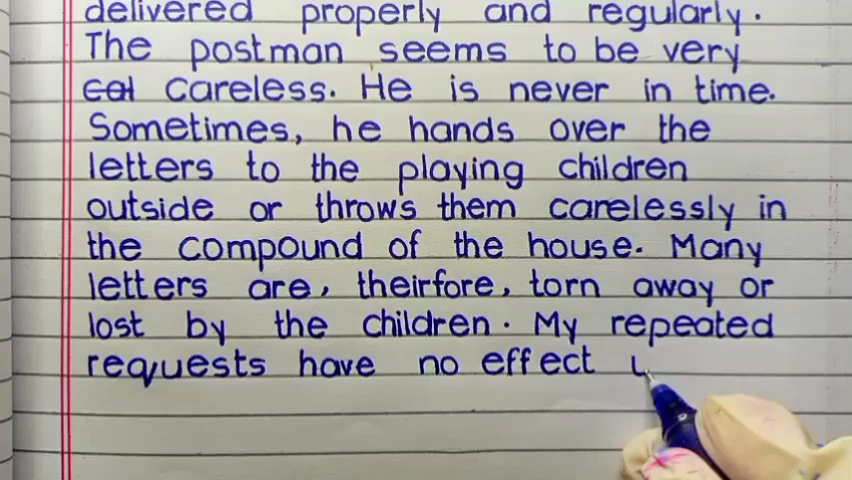 delivered properly and regularly.
The postman seems to be very
cal careless. He is never in time.
Sometimes, he hands over the
letters to the playing children
outside or throws them carelessly in
the compound of the house. Many
letters are, theirfore, torn away or
lost by the children. My repeated
requests have no effect